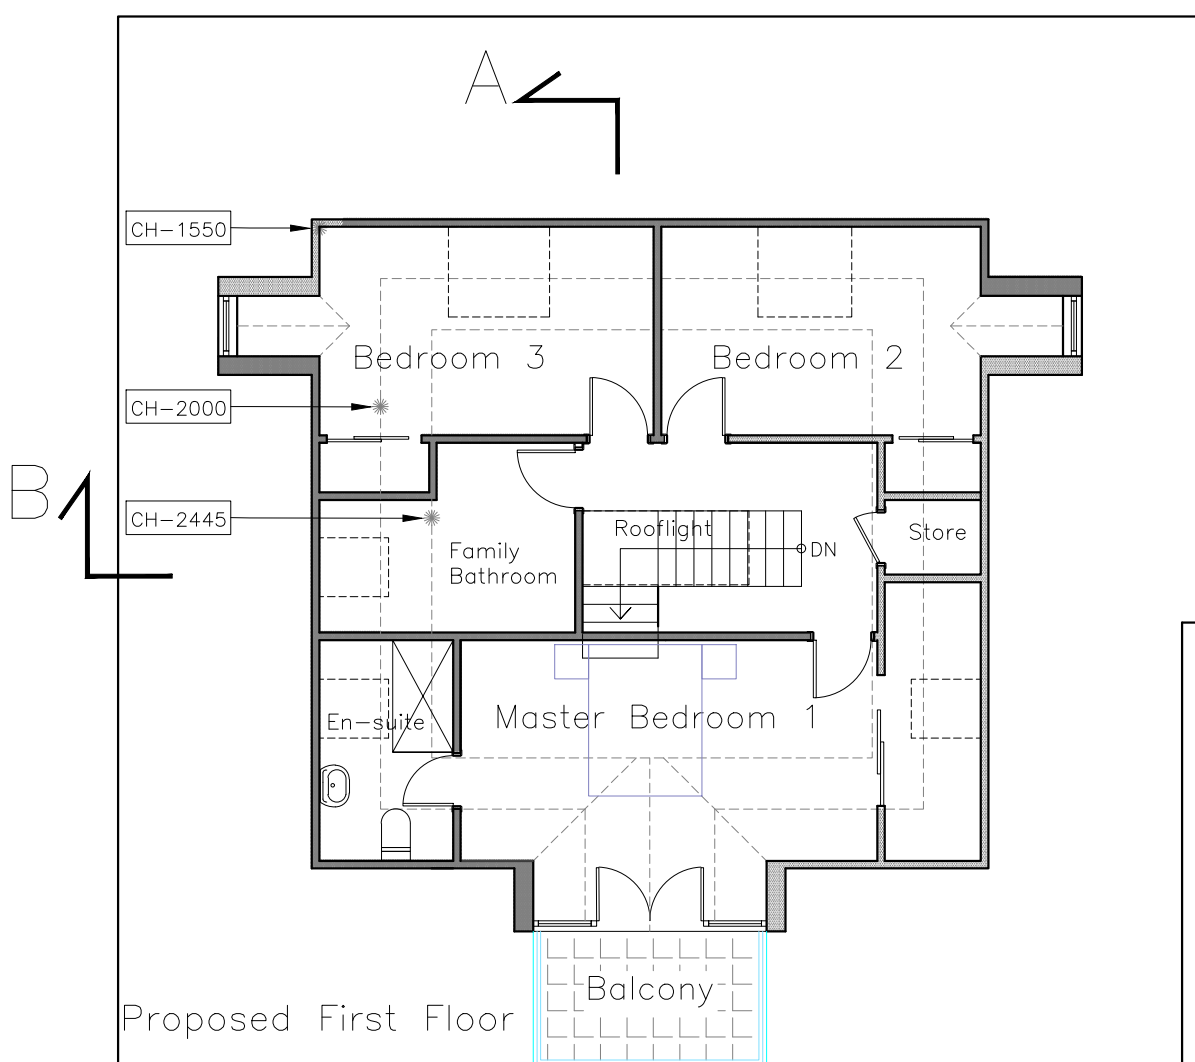 A
CH-1550
Bedroom 3
Bedroom 2
CH-2000
B
CH-2445
Rooflight
Store
DN
Family
Bathroom
En-suite
Master Bedroom 1
Balcony
Proposed First Floor